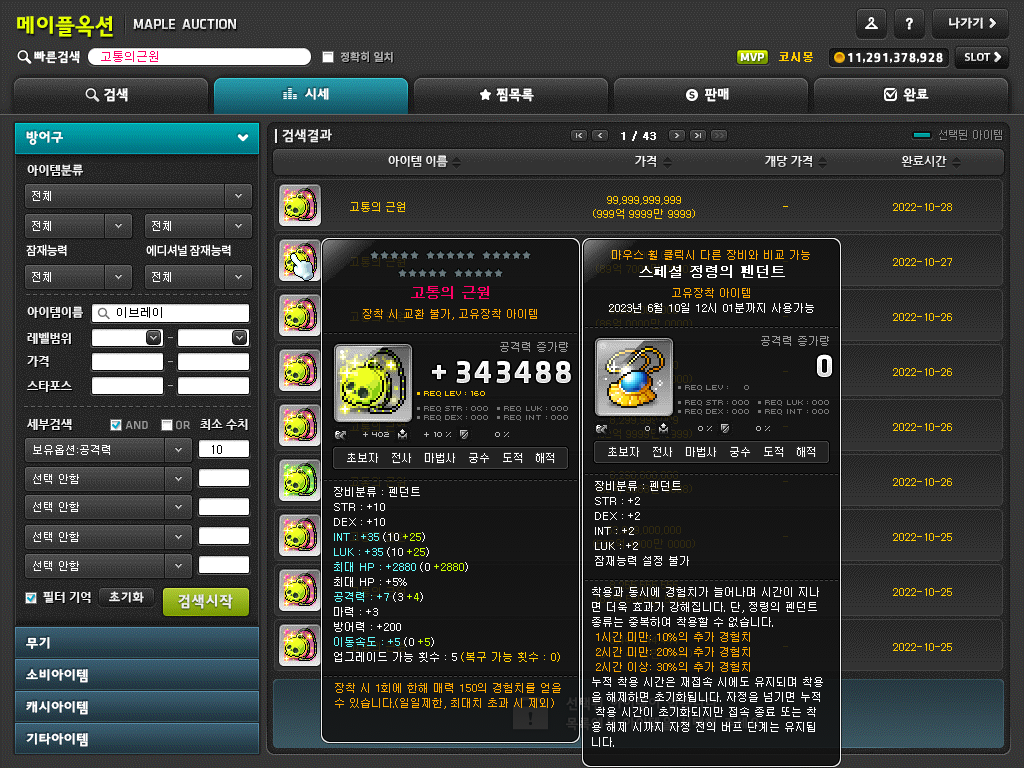 메이플옥션 MAPLE AUCTION
? 나가기
빠른검색 고통의근원 정확히 일치
MVP 코시몽 11,291,378,928 SLOT
검색 시세 찜목록 판매 완료
방어구
아이템분류
전체
전체 전체
잠재능력 에디셔널 잠재능력
전체 전체
아이템이름 이브레이
레벨범위 -
가격 -
스타포스 -
세부검색 AND OR 최소 수치
보유옵션:공격력 10
선택 안함
선택 안함
선택 안함
선택 안함
필터 기억 초기화 검색시작
무기
소비아이템
캐시아이템
기타아이템
검색결과 1 / 43 선택된 아이템
아이템 이름 가격 개당 가격 완료시간
고통의 근원 99,999,999,999 - 2022-10-28
(999억 9999만 9999)
2022-10-27
2022-10-26
2022-10-26
2022-10-26
2022-10-26
2022-10-25
2022-10-25
2022-10-25
고통의 근원
장착 시 교환 불가, 고유장착 아이템
공격력 증가량
+ 343488
REQ LEV : 160
REQ STR : 000 REQ LUK : 000
REQ DEX : 000 REQ INT : 000
+ 402 + 10 % 0 %
초보자 전사 마법사 궁수 도적 해적
장비분류 : 펜던트
STR : +10
DEX : +10
INT : +35 (10 +25)
LUK : +35 (10 +25)
최대 HP : +2880 (0 +2880)
최대 HP : +5%
공격력 : +7 (3 +4)
마력 : +3
방어력 : +200
이동속도 : +5 (0 +5)
업그레이드 가능 횟수 : 5 (복구 가능 횟수 : 0)
장착 시 1회에 한해 매력 150의 경험치를 얻을
수 있습니다.(일일제한, 최대치 초과 시 제외)
마우스 휠 클릭시 다른 장비와 비교 가능
스페셜 정령의 펜던트
고유장착 아이템
2023년 6월 10일 12시 01분까지 사용가능
공격력 증가량
0
REQ LEV : 0
REQ STR : 000 REQ LUK : 000
REQ DEX : 000 REQ INT : 000
0 0 % 0 %
초보자 전사 마법사 궁수 도적 해적
장비분류 : 펜던트
STR : +2
DEX : +2
INT : +2
LUK : +2
잠재능력 설정 불가
착용과 동시에 경험치가 늘어나며 시간이 지나
면 더욱 효과가 강해집니다. 단, 정령의 펜던트
종류는 중복하여 착용할 수 없습니다.
1시간 미만: 10%의 추가 경험치
2시간 미만: 20%의 추가 경험치
2시간 이상: 30%의 추가 경험치
누적 착용 시간은 재접속 시에도 유지되며 착용
을 해제하면 초기화됩니다. 자정을 넘기면 누적
착용 시간이 초기화되지만 접속 종료 또는 착
용 해제 시까지 자정 전의 버프 단계는 유지됩
니다.